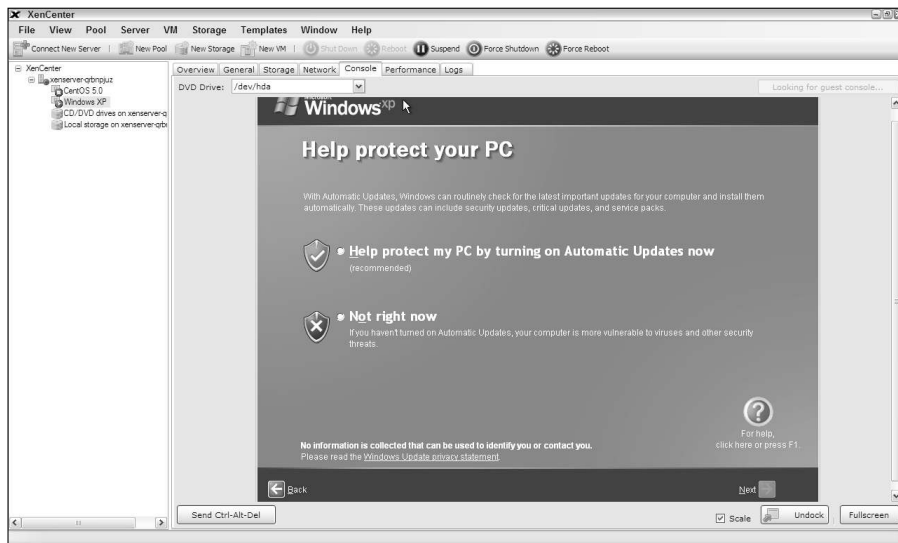 XenCenter
File View Pool Server VM Storage Templates Window Help
Connect New Server New Pool New Storage New VM Shut Down Reboot Suspend Force Shutdown Force Reboot
XenCenter
xenserver-qrbnpjuz
CentOS 5.0
Windows XP
CD/DVD drives on xenserver-q
Local storage on xenserver-qrbr
Overview General Storage Network Console Performance Logs
DVD Drive: /dev/hda
Looking for guest console...
Windows xp
Help protect your PC
With Automatic Updates, Windows can routinely check for the latest important updates for your computer and install them
automatically. These updates can include security updates, critical updates, and service packs.
Help protect my PC by turning on Automatic Updates now
(recommended)
Not right now
If you haven't turned on Automatic Updates, your computer is more vulnerable to viruses and other security
threats.
For help,
click here or press F1.
No information is collected that can be used to identify you or contact you.
Please read the Windows Update privacy statement.
Back
Next
Send Ctrl-Alt-Del
Scale
Undock
Fullscreen